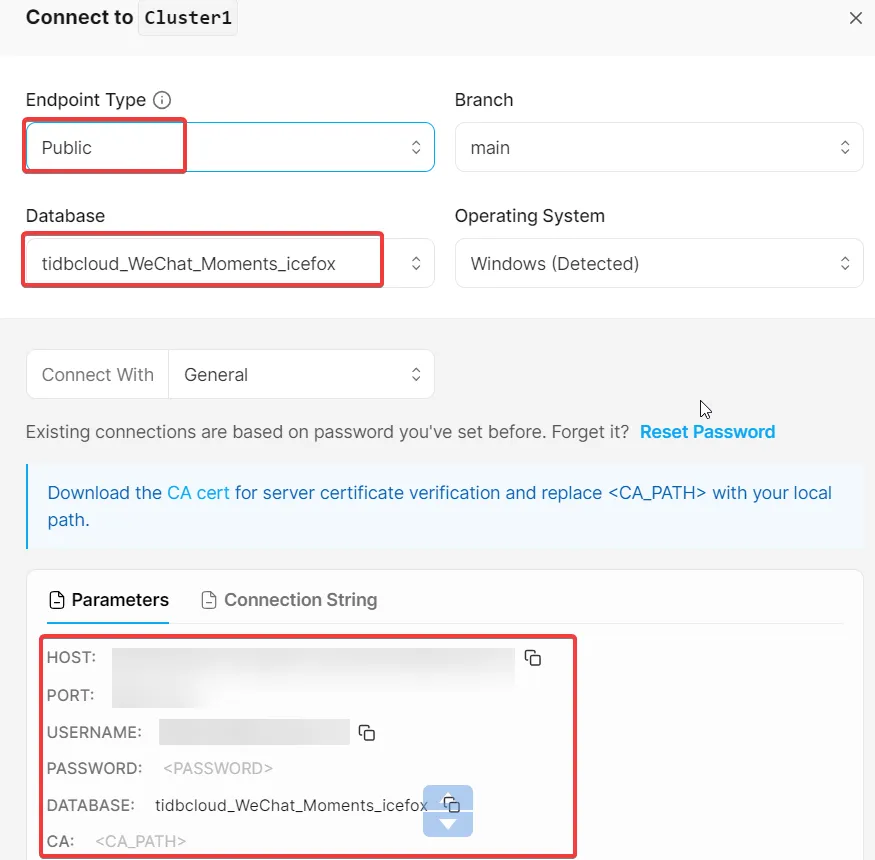 Connect to Cluster1
Endpoint Type
Branch
Public
main
Database
Operating System
tidbcloud_WeChat_Moments_icefox
Windows (Detected)
Connect With
General
Existing connections are based on password you've set before. Forget it? Reset Password
Download the CA cert for server certificate verification and replace <CA_PATH> with your local
path.
Parameters
Connection String
HOST:
PORT:
USERNAME:
PASSWORD: <PASSWORD>
DATABASE: tidbcloud_WeChat_Moments_icefox
CA: <CA_PATH>